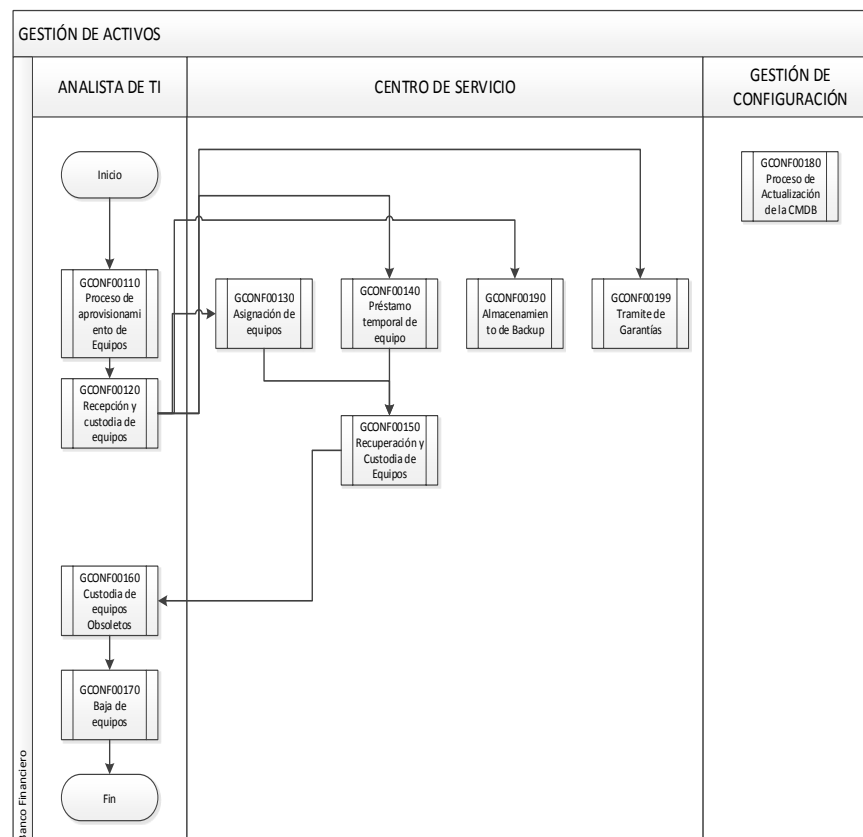 GESTIÓN DE ACTIVOS
ANALISTA DE TI
CENTRO DE SERVICIO
GESTIÓN DE
CONFIGURACIÓN
Inicio
GCONF00180
Proceso de
Actualización
de la CMDB
GCONF00110
Proceso de
aprovisionami
ento de
Equipos
GCONF00130
Asignación de
equipos
GCONF00140
Préstamo
temporal de
equipo
GCONF00190
Almacenamien
to de Backup
GCONF00199
Tramite de
Garantías
GCONF00120
Recepción y
custodia de
equipos
GCONF00150
Recuperación y
Custodia de
Equipos
GCONF00160
Custodia de
equipos
Obsoletos
GCONF00170
Baja de
equipos
Fin
Banco Financiero